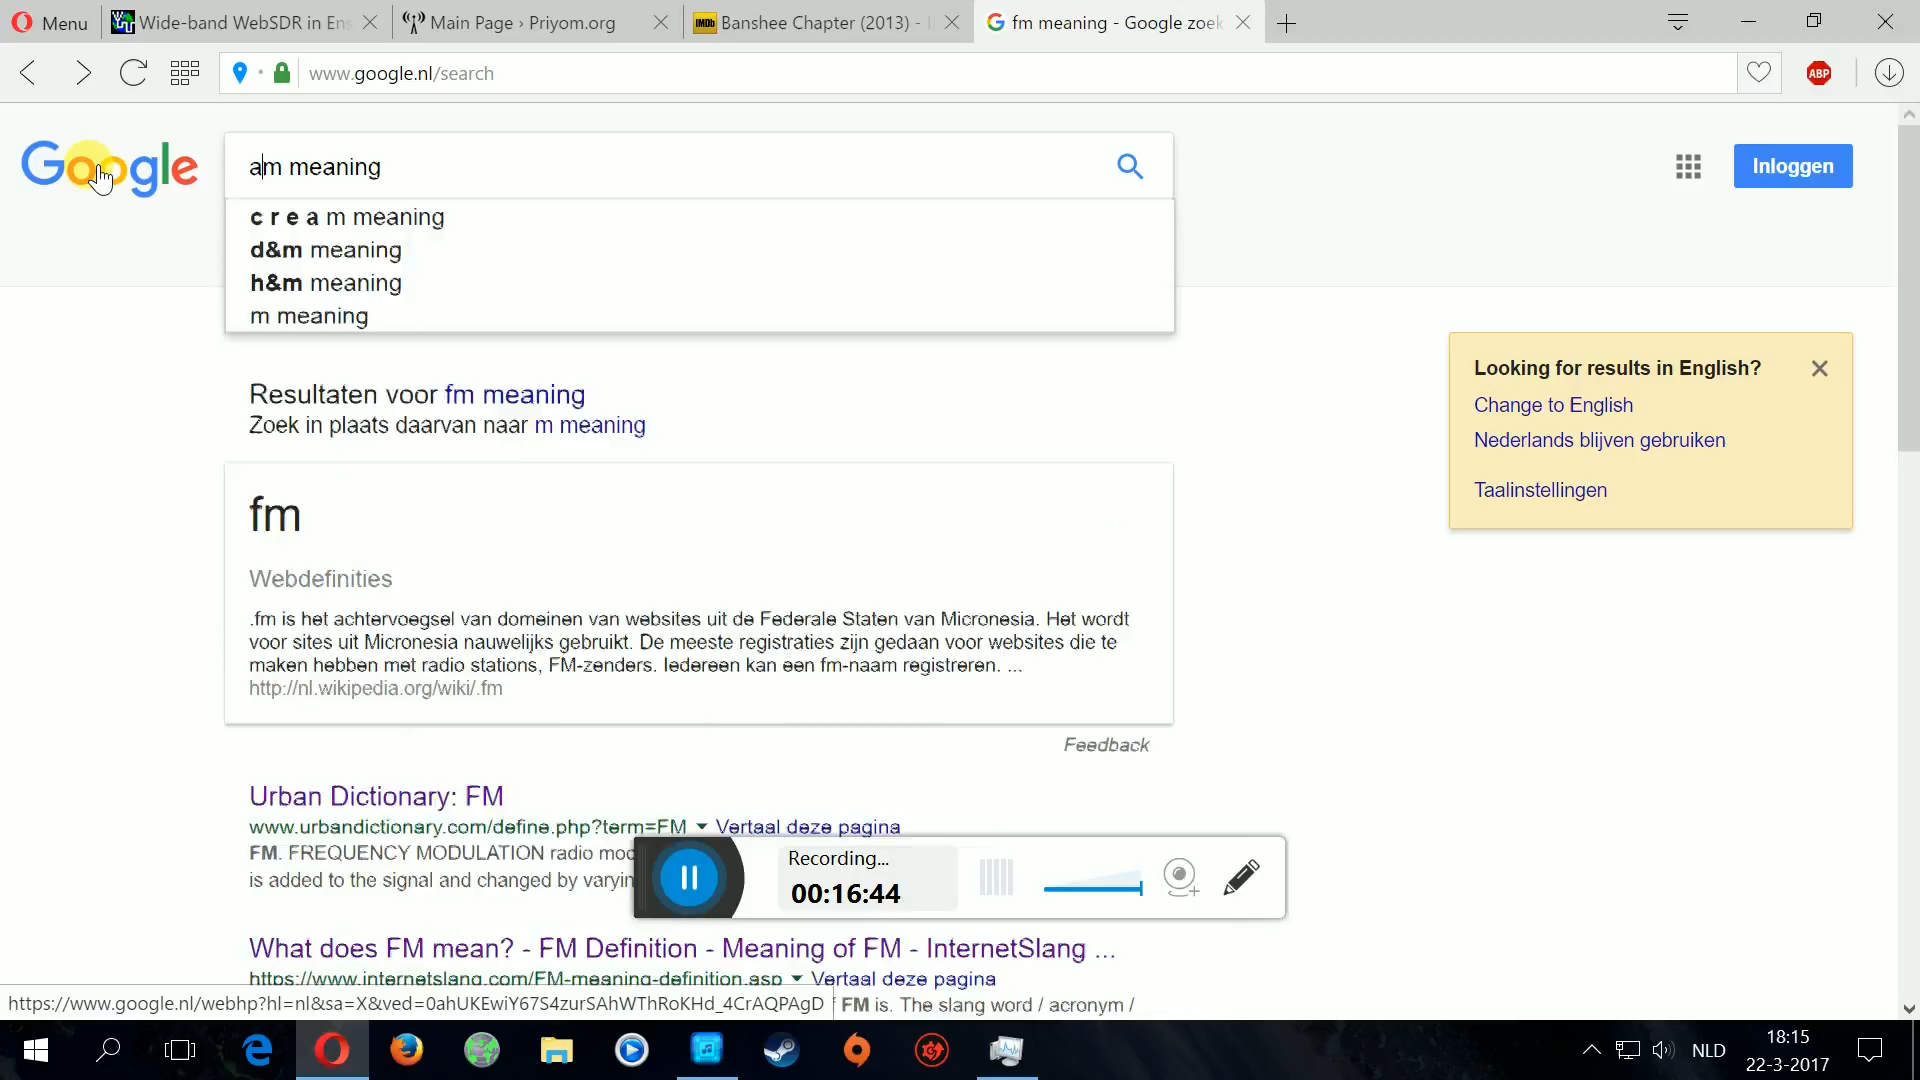 Menu
Wide-band WebSDR in Ens
Main Page › Priyom.org
IMDb
Banshee Chapter (2013) - I
fm meaning - Google zoek
www.google.nl/search
ABP
Google
am meaning
Inloggen
c r e a m meaning
d&m meaning
h&m meaning
m meaning
Resultaten voor fm meaning
Zoek in plaats daarvan naar m meaning
Looking for results in English?
Change to English
Nederlands blijven gebruiken
Taalinstellingen
fm
Webdefinities
.fm is het achtervoegsel van domeinen van websites uit de Federale Staten van Micronesia. Het wordt
voor sites uit Micronesia nauwelijks gebruikt. De meeste registraties zijn gedaan voor websites die te
maken hebben met radio stations, FM-zenders. Iedereen kan een fm-naam registreren. ...
http://nl.wikipedia.org/wiki/.fm
Feedback
Urban Dictionary: FM
www.urbandictionary.com/define.php?term=FM Vertaal deze pagina
FM. FREQUENCY MODULATION radio mod
is added to the signal and changed by varyin
Recording...
00:16:44
What does FM mean? - FM Definition - Meaning of FM - InternetSlang ...
https://www.internetslang.com/FM-meaning-definition.asp Vertaal deze pagina
https://www.google.nl/webhp?hl=nl&sa=X&ved=0ahUKEwiY67S4zurSAhWThRoKHd_4CrAQPAgD
FM is. The slang word / acronym /
NLD
18:15
22-3-2017